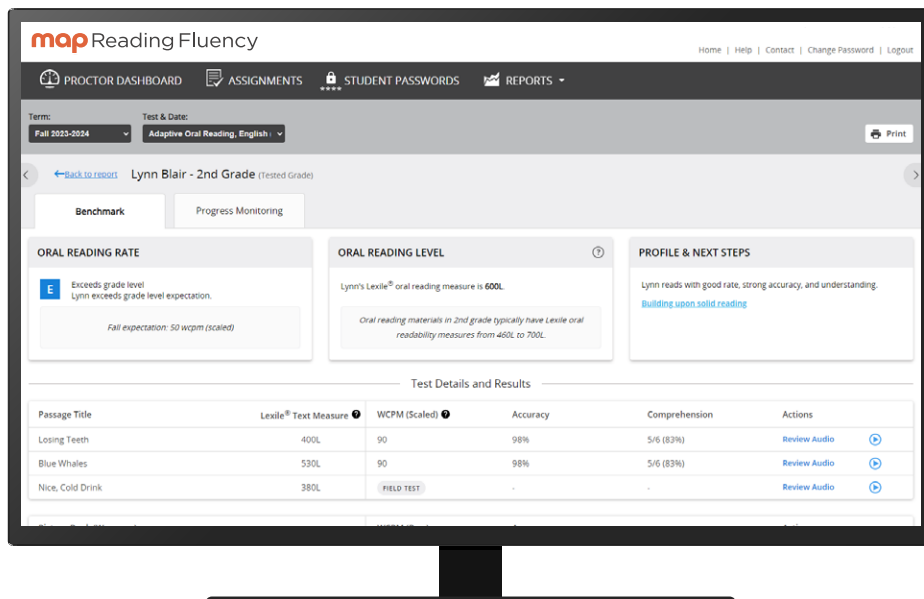 map Reading Fluency
Home | Help | Contact | Change Password | Logout
PROCTOR DASHBOARD ASSIGNMENTS STUDENT PASSWORDS REPORTS
Term: Test & Date:
Fall 2023-2024 Adaptive Oral Reading, English Print
Back to report Lynn Blair - 2nd Grade (Tested Grade)
Benchmark Progress Monitoring
ORAL READING RATE ORAL READING LEVEL ? PROFILE & NEXT STEPS
E Exceeds grade level Lynn's Lexile® oral reading measure is 600L. Lynn reads with good rate, strong accuracy, and understanding.
Lynn exceeds grade level expectation. Building upon solid reading
Fall expectation: 50 wcpm (scaled) Oral reading materials in 2nd grade typically have Lexile oral
readability measures from 460L to 700L.
Test Details and Results
Passage Title Lexile® Text Measure ? WCPM (Scaled) ? Accuracy Comprehension Actions
Losing Teeth 400L 90 98% 5/6 (83%) Review Audio
Blue Whales 530L 90 98% 5/6 (83%) Review Audio
Nice, Cold Drink 380L FIELD TEST - - Review Audio